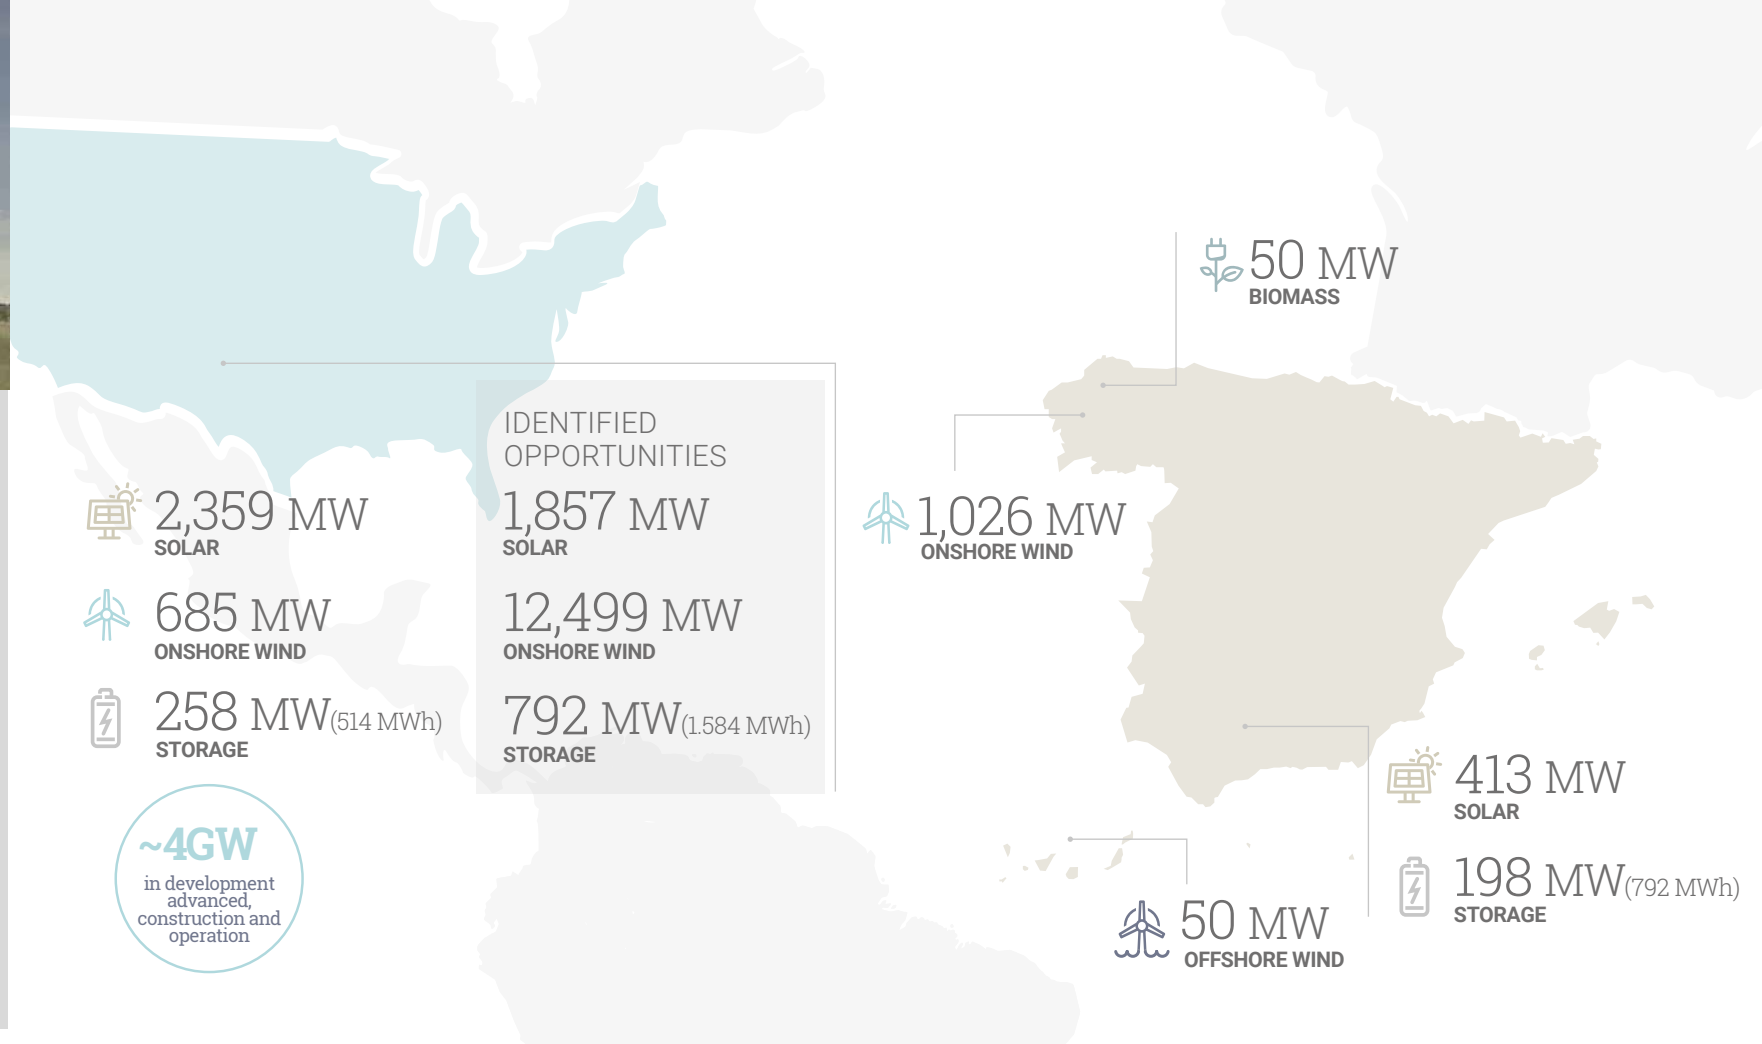 2,359 MW
SOLAR
685 MW
ONSHORE WIND
258 MW(514 MWh)
STORAGE
~4GW
in development
advanced,
construction and
operation
IDENTIFIED
OPPORTUNITIES
1,857 MW
SOLAR
12,499 MW
ONSHORE WIND
792 MW(1.584 MWh)
STORAGE
50 MW
BIOMASS
1,026 MW
ONSHORE WIND
413 MW
SOLAR
198 MW(792 MWh)
STORAGE
50 MW
OFFSHORE WIND